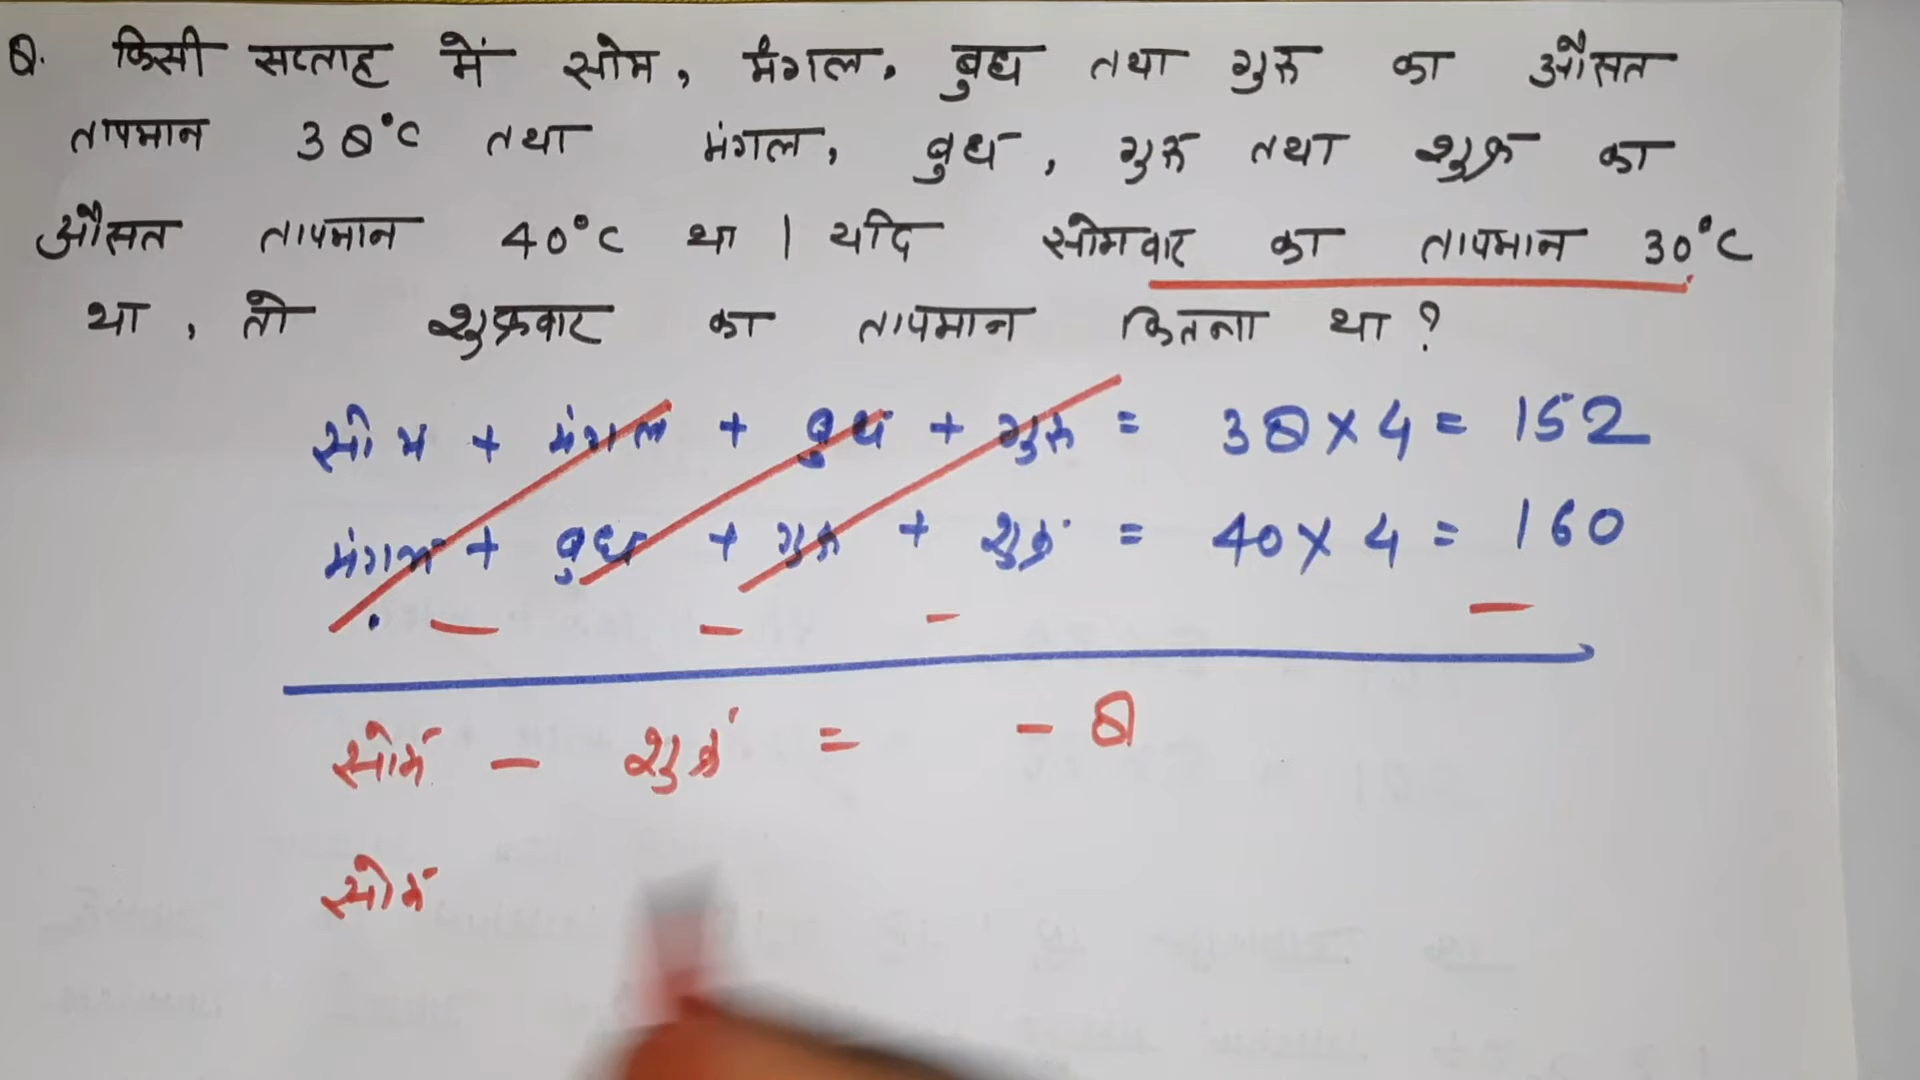 Q. किसी सप्ताह में सोम, मंगल, बुध तथा गुरु का औसत
तापमान 38°C तथा मंगल, बुध, गुरु तथा शुक्र का
औसत तापमान 40°C था। यदि सोमवार का तापमान 30°C
था, तो शुक्रवार का तापमान कितना था?
सोम + मंगल + बुध + गुरु = 38×4 = 152
मंगल + बुध + गुरु + शुक्र = 40×4 = 160
— — — —
सोम - शुक्र = - 8
सोम